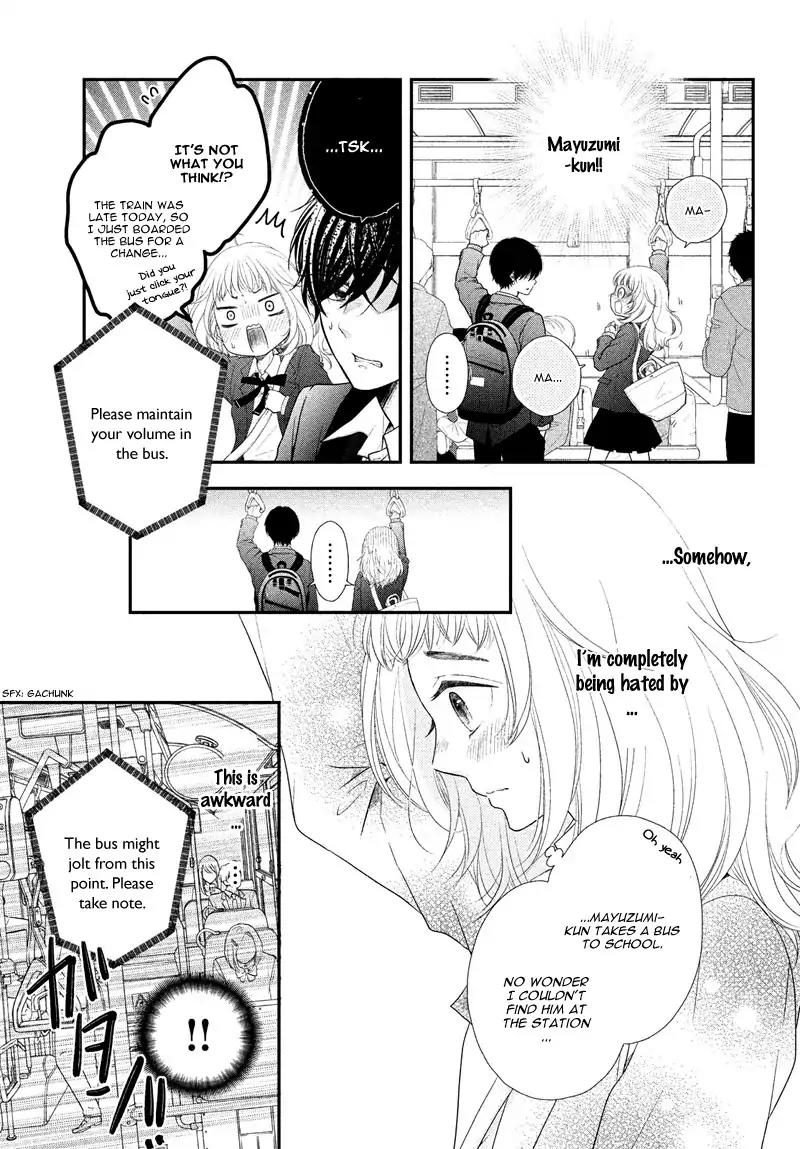 Mayuzumi
-kun!!
MA-
MA...
......
...TSK...
IT'S NOT
WHAT YOU
THINK!?
THE TRAIN WAS
LATE TODAY, SO
I JUST BOARDED
THE BUS FOR A
CHANGE...
Did you
just click your
tongue?!
Please maintain
your volume in
the bus.
......
...Somehow,
I'm completely
being hated by
...
Oh yeah
...MAYUZUMI-
KUN TAKES A BUS
TO SCHOOL.
NO WONDER
I COULDN'T
FIND HIM AT
THE STATION
...
SFX: GACHUNK
This is
awkward
...
The bus might
jolt from this
point. Please
take note.
ガタン
!!